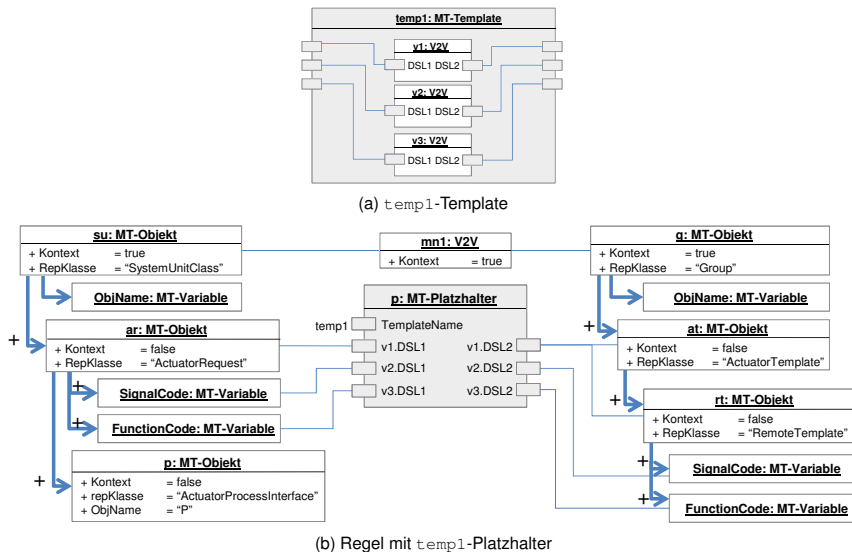 temp1: MT-Template
v1: V2V
DSL1 DSL2
v2: V2V
DSL1 DSL2
v3: V2V
DSL1 DSL2
(a) temp1-Template
su: MT-Objekt
+ Kontext = true
+ RepKlasse = “SystemUnitClass”
mn1: V2V
+ Kontext = true
g: MT-Objekt
+ Kontext = true
+ RepKlasse = “Group”
ObjName: MT-Variable
ObjName: MT-Variable
p: MT-Platzhalter
temp1 TemplateName
v1.DSL1 v1.DSL2
v2.DSL1 v2.DSL2
v3.DSL1 v3.DSL2
+
ar: MT-Objekt
+ Kontext = false
+ RepKlasse = “ActuatorRequest”
+
at: MT-Objekt
+ Kontext = false
+ RepKlasse = “ActuatorTemplate”
+
SignalCode: MT-Variable
+
FunctionCode: MT-Variable
+
rt: MT-Objekt
+ Kontext = false
+ RepKlasse = “RemoteTemplate”
+
p: MT-Objekt
+ Kontext = false
+ repKlasse = “ActuatorProcessInterface”
+ ObjName = “P”
+
SignalCode: MT-Variable
+
FunctionCode: MT-Variable
(b) Regel mit temp1-Platzhalter